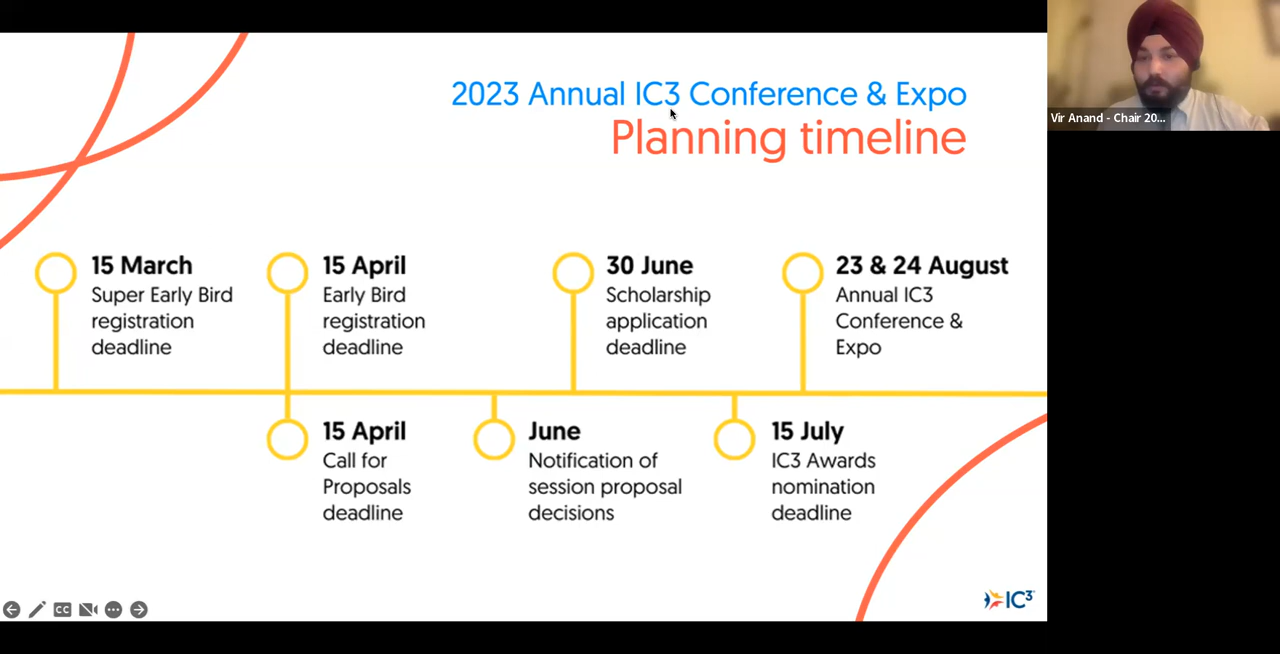 2023 Annual IC3 Conference & Expo
Planning timeline
Vir Anand - Chair 20...
15 March
Super Early Bird
registration
deadline
15 April
Early Bird
registration
deadline
30 June
Scholarship
application
deadline
23 & 24 August
Annual IC3
Conference &
Expo
15 April
Call for
Proposals
deadline
June
Notification of
session proposal
decisions
15 July
IC3 Awards
nomination
deadline
CC
IC³